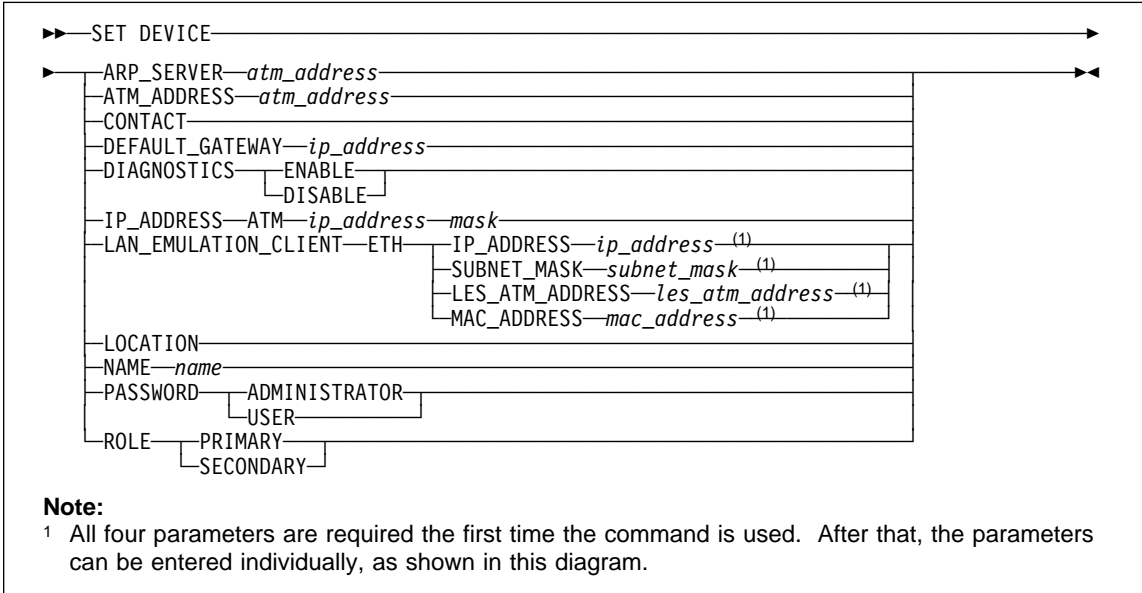 SET DEVICE
ARP_SERVER atm_address
ATM_ADDRESS atm_address
CONTACT
DEFAULT_GATEWAY ip_address
DIAGNOSTICS ENABLE
DISABLE
IP_ADDRESS ATM ip_address mask
LAN_EMULATION_CLIENT ETH IP_ADDRESS ip_address (1)
SUBNET_MASK subnet_mask (1)
LES_ATM_ADDRESS les_atm_address (1)
MAC_ADDRESS mac_address (1)
LOCATION
NAME name
PASSWORD ADMINISTRATOR
USER
ROLE PRIMARY
SECONDARY
Note:
1 All four parameters are required the first time the command is used. After that, the parameters
can be entered individually, as shown in this diagram.